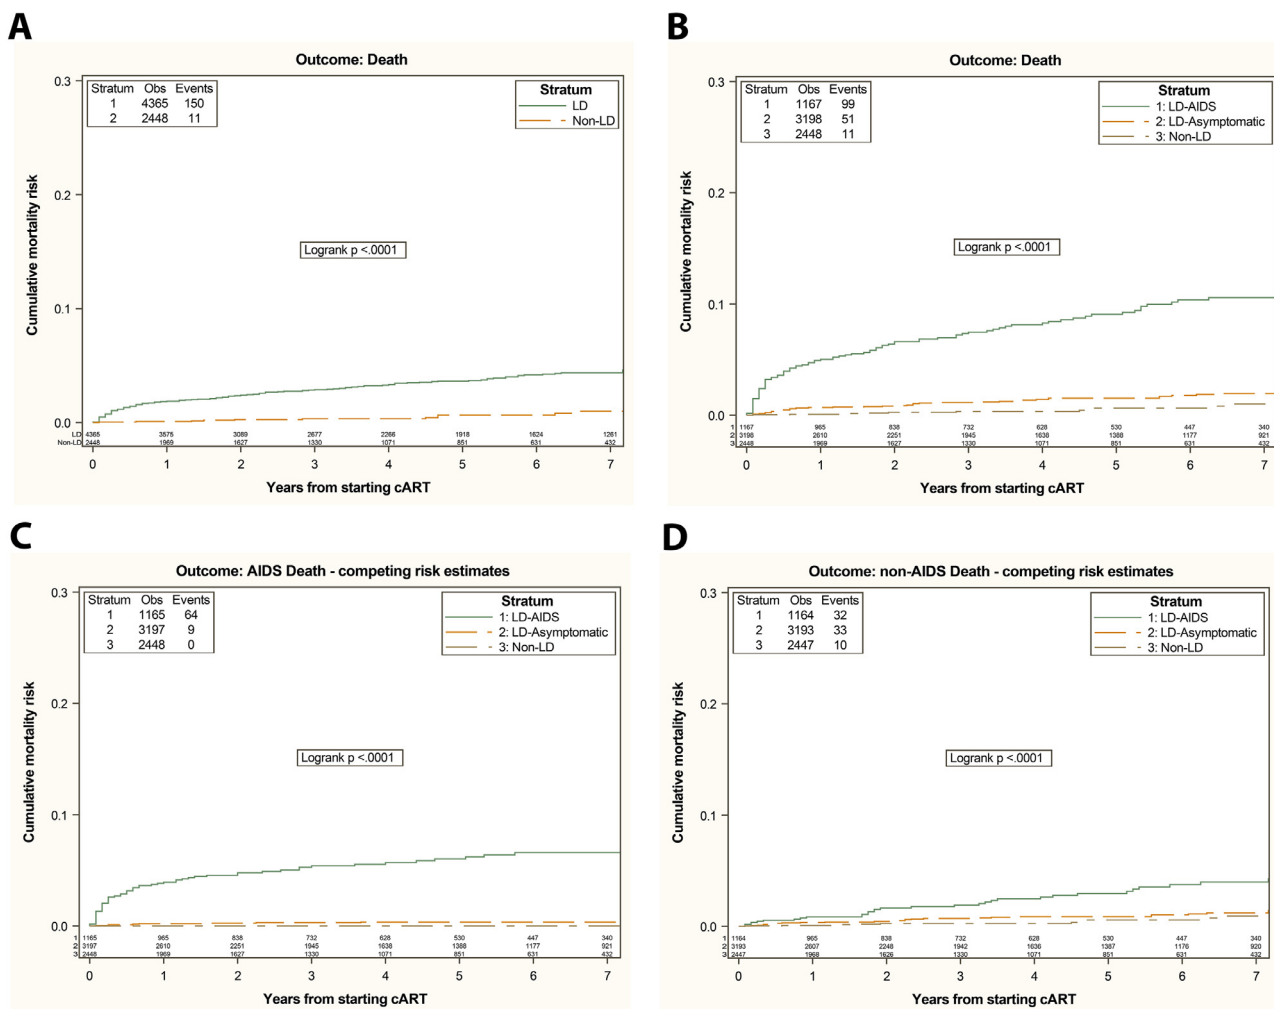 A
Outcome: Death
Stratum Obs Events
1 4365 150
2 2448 11
Stratum
LD
Non-LD
Logrank p <.0001
Cumulative mortality risk
0.3
0.2
0.1
0.0
LD 4365 3575 3089 2677 2266 1918 1624 1261
Non-LD 2448 1969 1627 1330 1071 851 631 432
0 1 2 3 4 5 6 7
Years from starting cART
B
Outcome: Death
Stratum Obs Events
1 1167 99
2 3198 51
3 2448 11
Stratum
1: LD-AIDS
2: LD-Asymptomatic
3: Non-LD
Logrank p <.0001
Cumulative mortality risk
0.3
0.2
0.1
0.0
1 1167 965 838 732 628 530 447 340
2 3198 2610 2251 1945 1638 1388 1177 921
3 2448 1969 1627 1330 1071 851 631 432
0 1 2 3 4 5 6 7
Years from starting cART
C
Outcome: AIDS Death - competing risk estimates
Stratum Obs Events
1 1165 64
2 3197 9
3 2448 0
Stratum
1: LD-AIDS
2: LD-Asymptomatic
3: Non-LD
Logrank p <.0001
Cumulative mortality risk
0.3
0.2
0.1
0.0
1 1165 965 838 732 628 530 447 340
2 3197 2610 2251 1945 1638 1388 1177 921
3 2448 1969 1627 1330 1071 851 631 432
0 1 2 3 4 5 6 7
Years from starting cART
D
Outcome: non-AIDS Death - competing risk estimates
Stratum Obs Events
1 1164 32
2 3193 33
3 2447 10
Stratum
1: LD-AIDS
2: LD-Asymptomatic
3: Non-LD
Logrank p <.0001
Cumulative mortality risk
0.3
0.2
0.1
0.0
1 1164 965 838 732 628 530 447 340
2 3193 2607 2248 1942 1636 1387 1176 920
3 2447 1968 1626 1330 1071 851 631 432
0 1 2 3 4 5 6 7
Years from starting cART